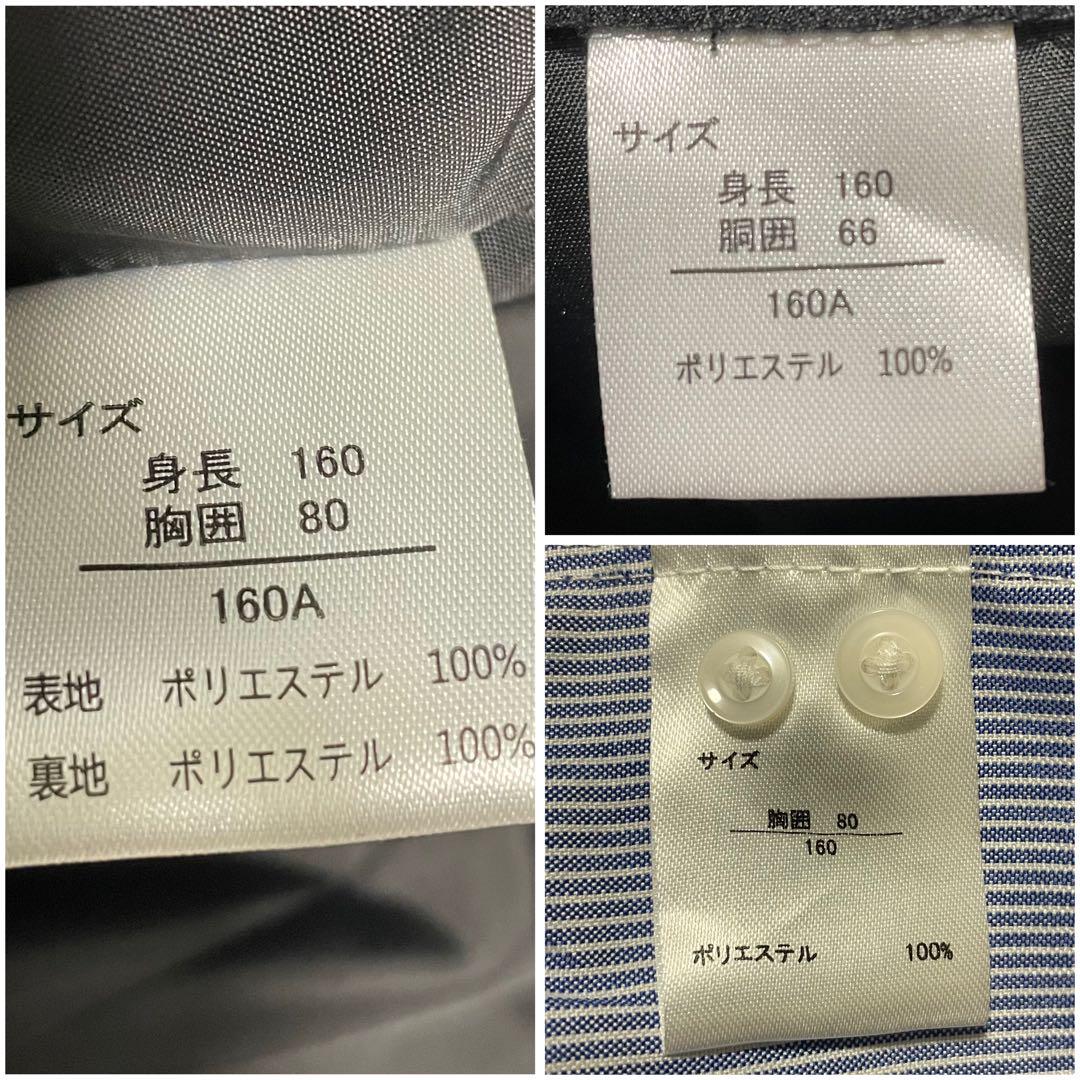 サイズ
身長 160
胸囲 80
160A
表地 ポリエステル 100%
裏地 ポリエステル 100%
サイズ
身長 160
胴囲 66
160A
ポリエステル 100%
サイズ
胸囲 80
160
ポリエステル 100%